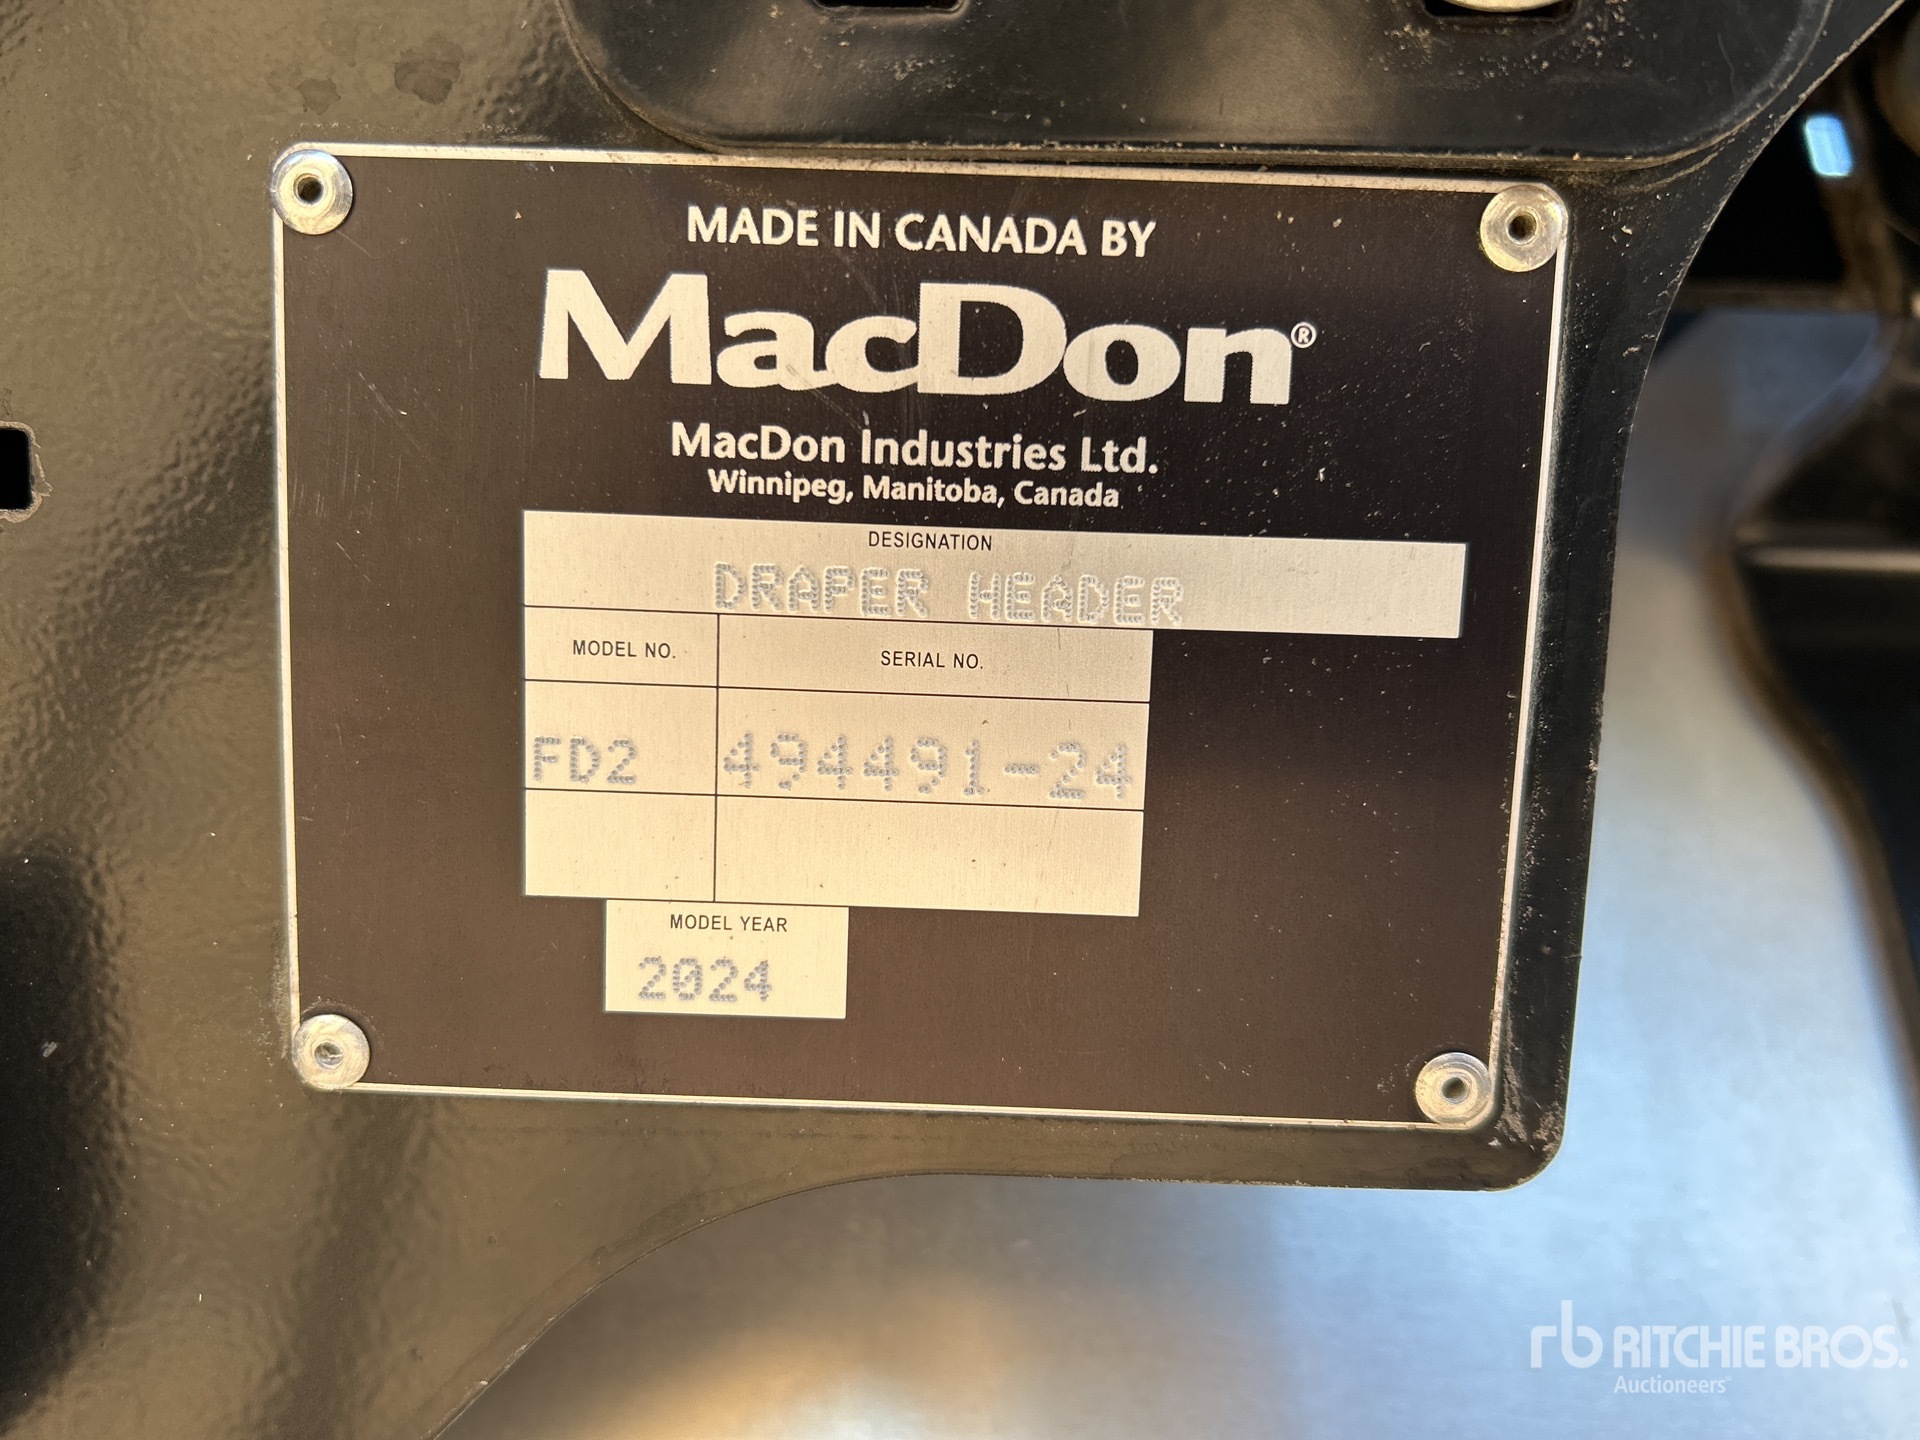 MADE IN CANADA BY
MacDon®
MacDon Industries Ltd.
Winnipeg, Manitoba, Canada
DESIGNATION
DRAPER HEADER
MODEL NO. SERIAL NO.
FD2 494491-24
MODEL YEAR
2024
rb RITCHIE BROS.
Auctioneers